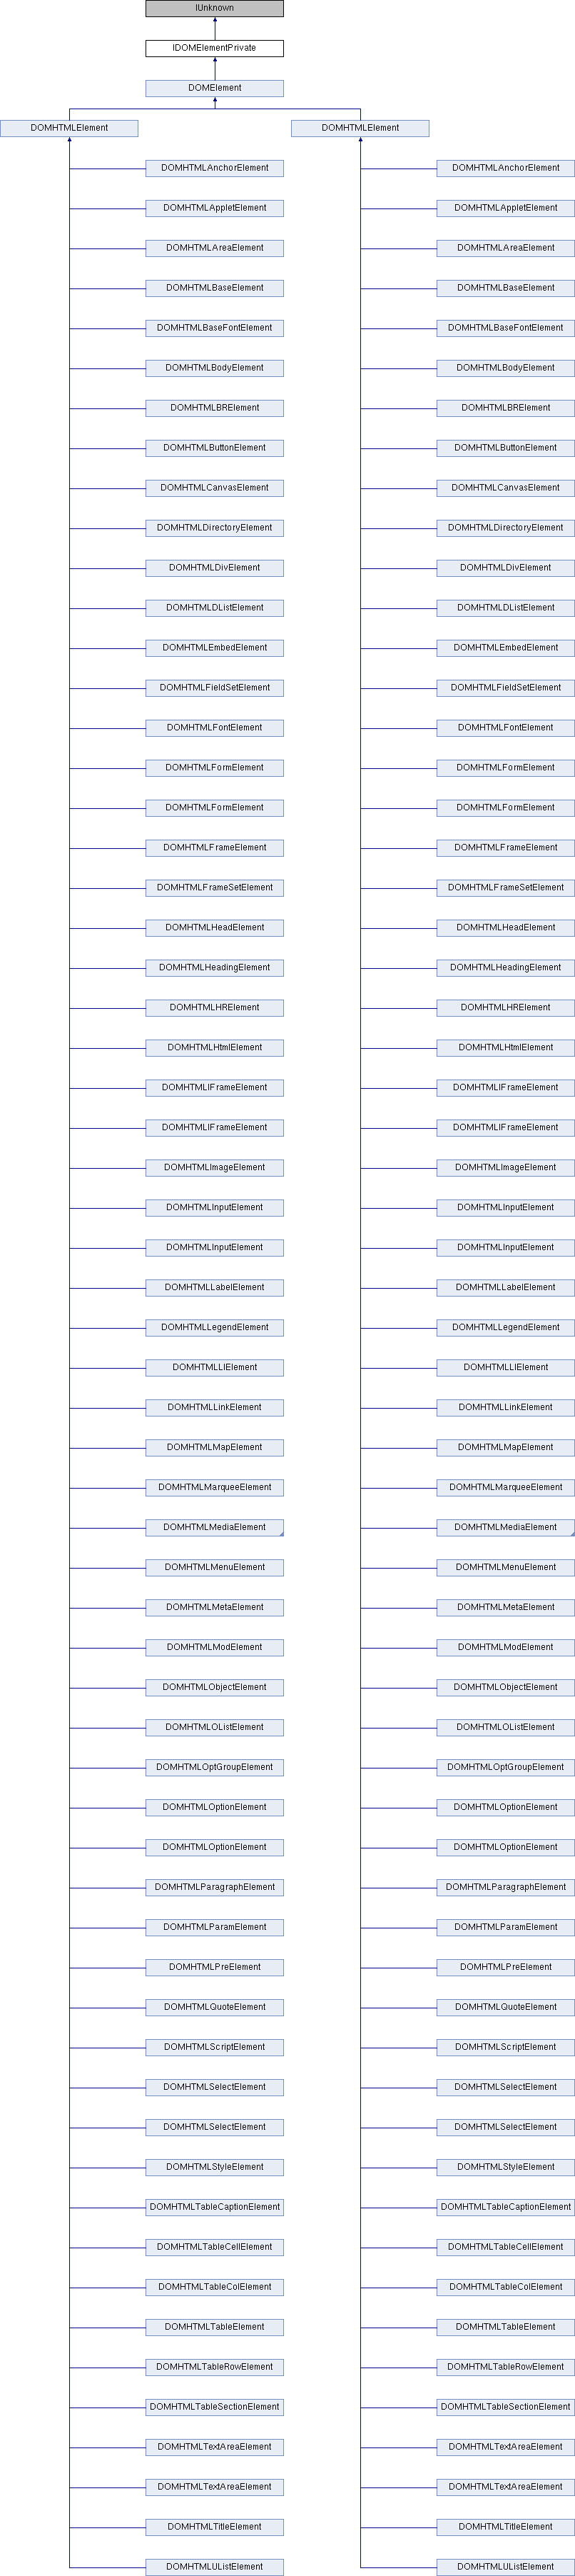 IUnknown
IDOMElementPrivate
DOMElement
DOMHTMLElement DOMHTMLElement
DOMHTMLAnchorElement DOMHTMLAnchorElement
DOMHTMLAppletElement DOMHTMLAppletElement
DOMHTMLAreaElement DOMHTMLAreaElement
DOMHTMLBaseElement DOMHTMLBaseElement
DOMHTMLBaseFontElement DOMHTMLBaseFontElement
DOMHTMLBodyElement DOMHTMLBodyElement
DOMHTMLBRElement DOMHTMLBRElement
DOMHTMLButtonElement DOMHTMLButtonElement
DOMHTMLCanvasElement DOMHTMLCanvasElement
DOMHTMLDirectoryElement DOMHTMLDirectoryElement
DOMHTMLDivElement DOMHTMLDivElement
DOMHTMLDListElement DOMHTMLDListElement
DOMHTMLEmbedElement DOMHTMLEmbedElement
DOMHTMLFieldSetElement DOMHTMLFieldSetElement
DOMHTMLFontElement DOMHTMLFontElement
DOMHTMLFormElement DOMHTMLFormElement
DOMHTMLFormElement DOMHTMLFormElement
DOMHTMLFrameElement DOMHTMLFrameElement
DOMHTMLFrameSetElement DOMHTMLFrameSetElement
DOMHTMLHeadElement DOMHTMLHeadElement
DOMHTMLHeadingElement DOMHTMLHeadingElement
DOMHTMLHRElement DOMHTMLHRElement
DOMHTMLHtmlElement DOMHTMLHtmlElement
DOMHTMLIFrameElement DOMHTMLIFrameElement
DOMHTMLIFrameElement DOMHTMLIFrameElement
DOMHTMLImageElement DOMHTMLImageElement
DOMHTMLInputElement DOMHTMLInputElement
DOMHTMLInputElement DOMHTMLInputElement
DOMHTMLLabelElement DOMHTMLLabelElement
DOMHTMLLegendElement DOMHTMLLegendElement
DOMHTMLLIElement DOMHTMLLIElement
DOMHTMLLinkElement DOMHTMLLinkElement
DOMHTMLMapElement DOMHTMLMapElement
DOMHTMLMarqueeElement DOMHTMLMarqueeElement
DOMHTMLMediaElement DOMHTMLMediaElement
DOMHTMLMenuElement DOMHTMLMenuElement
DOMHTMLMetaElement DOMHTMLMetaElement
DOMHTMLModElement DOMHTMLModElement
DOMHTMLObjectElement DOMHTMLObjectElement
DOMHTMLOListElement DOMHTMLOListElement
DOMHTMLOptGroupElement DOMHTMLOptGroupElement
DOMHTMLOptionElement DOMHTMLOptionElement
DOMHTMLOptionElement DOMHTMLOptionElement
DOMHTMLParagraphElement DOMHTMLParagraphElement
DOMHTMLParamElement DOMHTMLParamElement
DOMHTMLPreElement DOMHTMLPreElement
DOMHTMLQuoteElement DOMHTMLQuoteElement
DOMHTMLScriptElement DOMHTMLScriptElement
DOMHTMLSelectElement DOMHTMLSelectElement
DOMHTMLSelectElement DOMHTMLSelectElement
DOMHTMLStyleElement DOMHTMLStyleElement
DOMHTMLTableCaptionElement DOMHTMLTableCaptionElement
DOMHTMLTableCellElement DOMHTMLTableCellElement
DOMHTMLTableColElement DOMHTMLTableColElement
DOMHTMLTableElement DOMHTMLTableElement
DOMHTMLTableRowElement DOMHTMLTableRowElement
DOMHTMLTableSectionElement DOMHTMLTableSectionElement
DOMHTMLTextAreaElement DOMHTMLTextAreaElement
DOMHTMLTextAreaElement DOMHTMLTextAreaElement
DOMHTMLTitleElement DOMHTMLTitleElement
DOMHTMLUListElement DOMHTMLUListElement